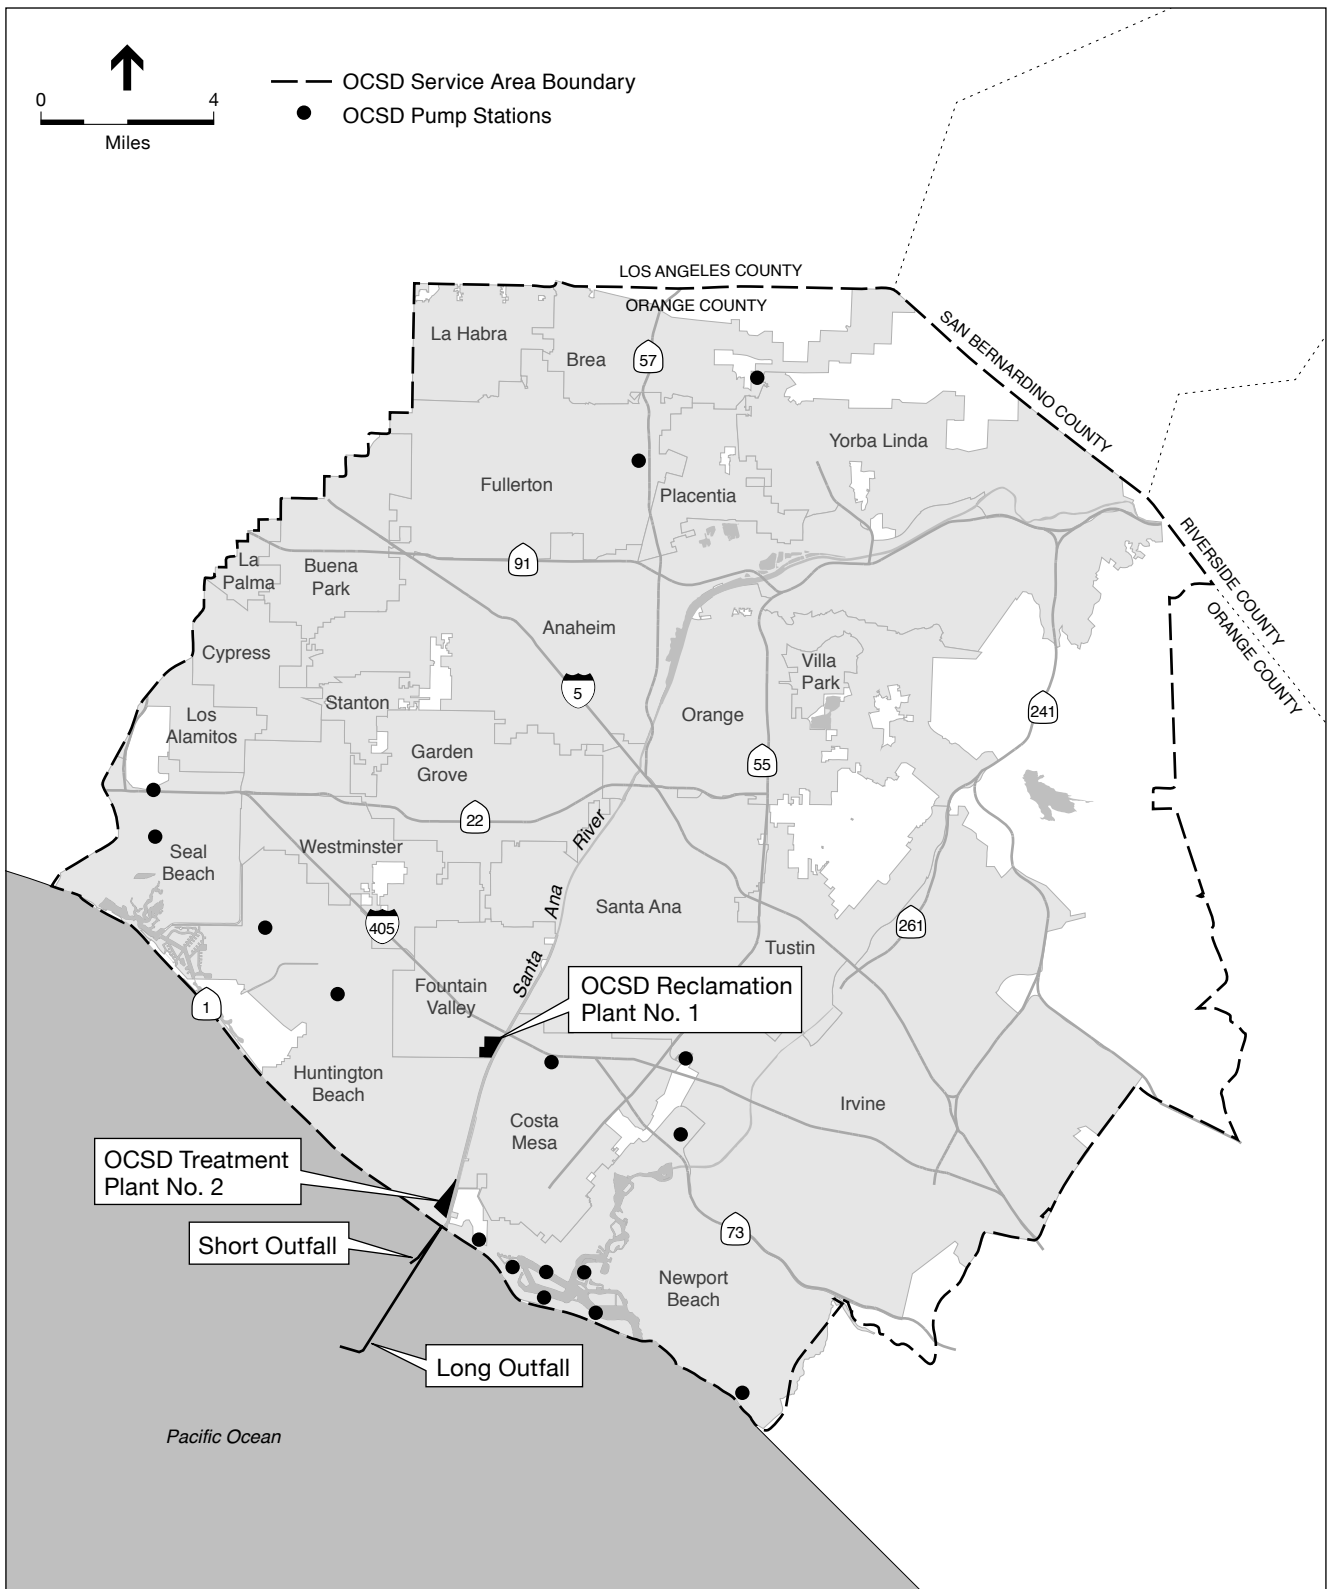 OCSD Service Area Boundary
0
4
OCSD Pump Stations
Miles
LOS ANGELES COUNTY
ORANGE COUNTY
SAN BERNARDINO COUNTY
La Habra
Brea
57
Yorba Linda
Fullerton
Placentia
RIVERSIDE COUNTY
ORANGE COUNTY
91
La
Palma
Buena
Park
Anaheim
Cypress
Villa
Park
Stanton
5
Los
Alamitos
Orange
241
Garden
Grove
55
22
River
Westminster
Seal
Beach
Ana
Santa Ana
405
261
Tustin
Santa
Fountain
Valley
OCSD Reclamation
Plant No. 1
1
Huntington
Beach
Irvine
Costa
Mesa
OCSD Treatment
Plant No. 2
73
Short Outfall
Newport
Beach
Long Outfall
Pacific Ocean